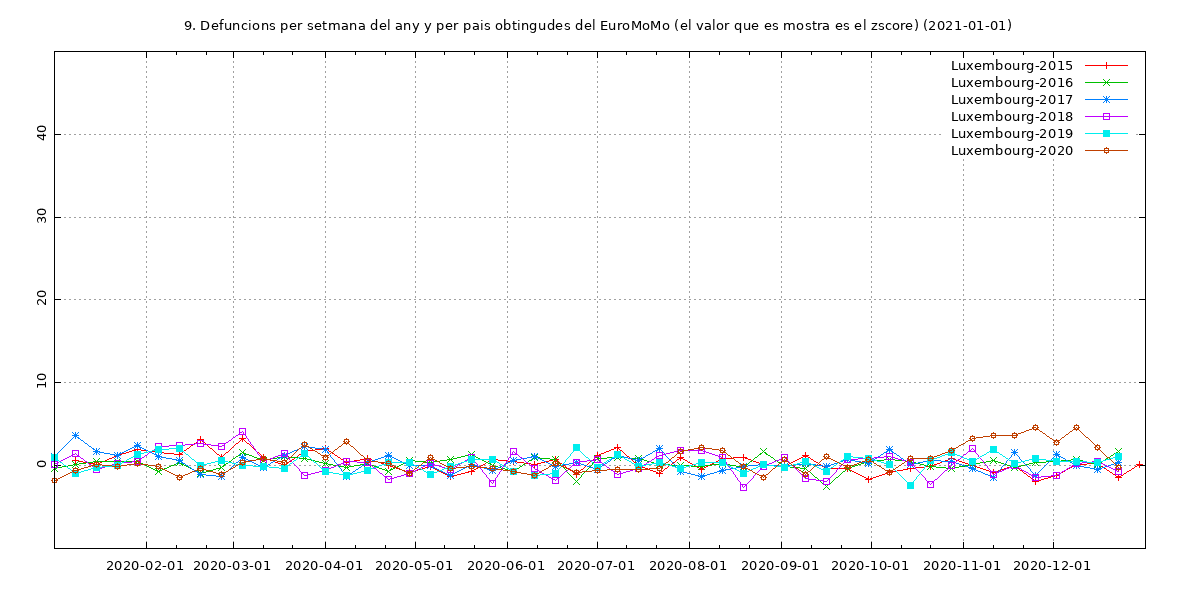 9. Defuncions per setmana del any y per pais obtingudes del EuroMoMo (el valor que es mostra es el zscore) (2021-01-01)
Luxembourg-2015
Luxembourg-2016
Luxembourg-2017
Luxembourg-2018
Luxembourg-2019
Luxembourg-2020
40
30
20
10
0
2020-02-01 2020-03-01 2020-04-01 2020-05-01 2020-06-01 2020-07-01 2020-08-01 2020-09-01 2020-10-01 2020-11-01 2020-12-01